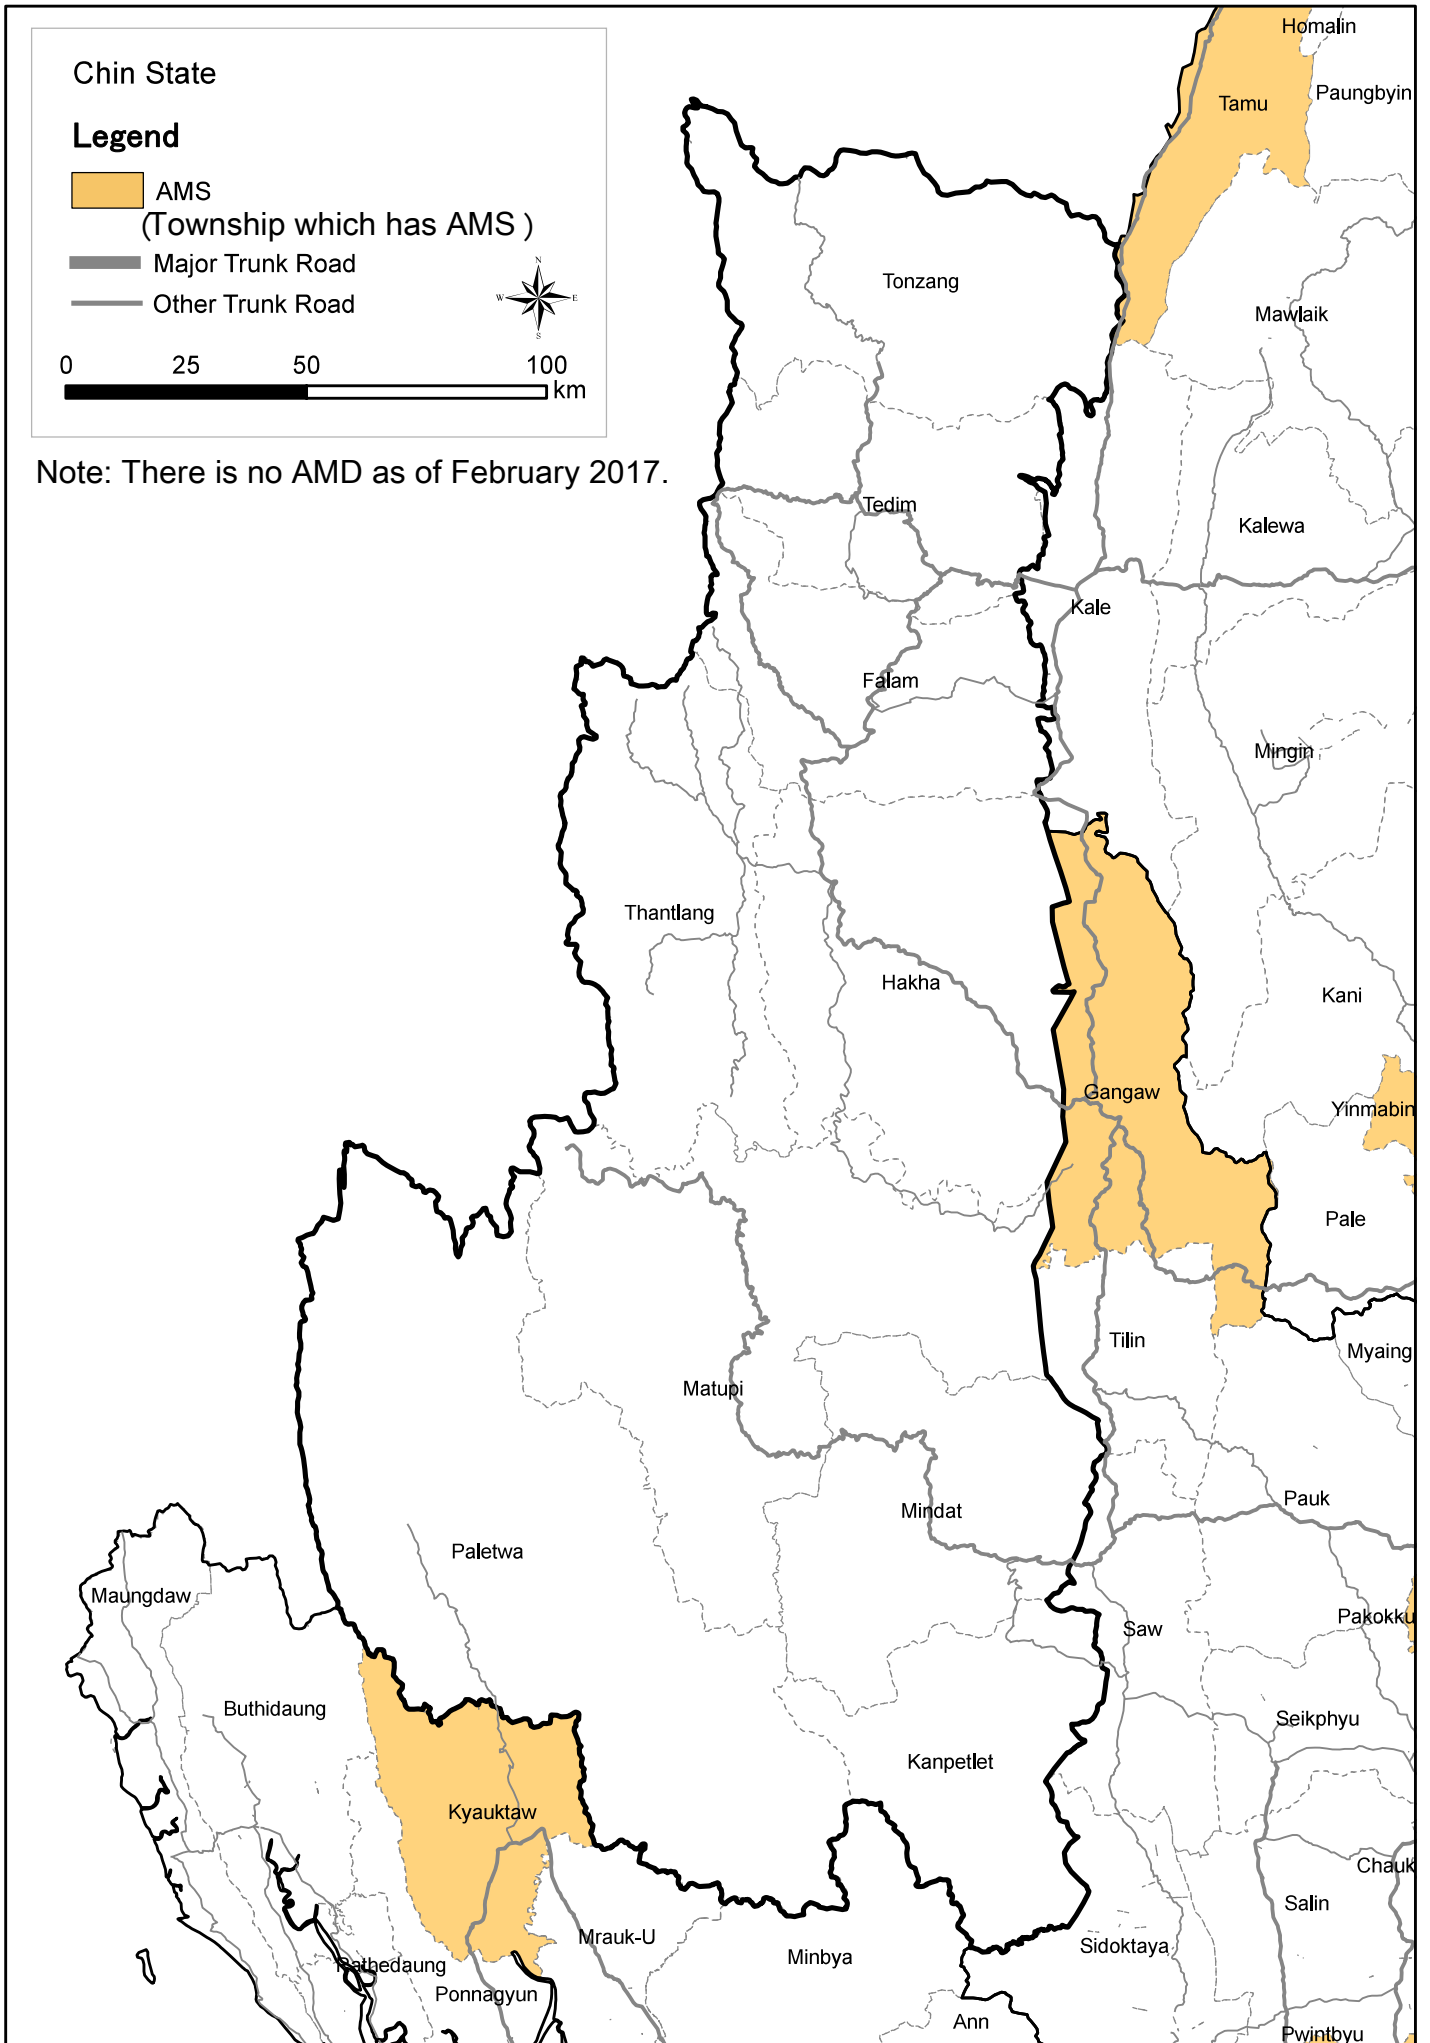 Chin State
Legend
AMS
(Township which has AMS )
Major Trunk Road
Other Trunk Road
N
W E
S
0 25 50 100
km
Note: There is no AMD as of February 2017.
Homalin
Tamu
Paungbyin
Tonzang
Mawlaik
Tedim
Kalewa
Kale
Falam
Mingin
Thantlang
Hakha
Kani
Gangaw
Yinmabin
Pale
Tilin
Myaing
Matupi
Mindat
Pauk
Paletwa
Maungdaw
Pakokku
Saw
Buthidaung
Seikphyu
Kanpetlet
Kyauktaw
Chauk
Salin
Mrauk-U
Minbya
Sidoktaya
Rathedaung
Ponnagyun
Ann
Pwintbyu